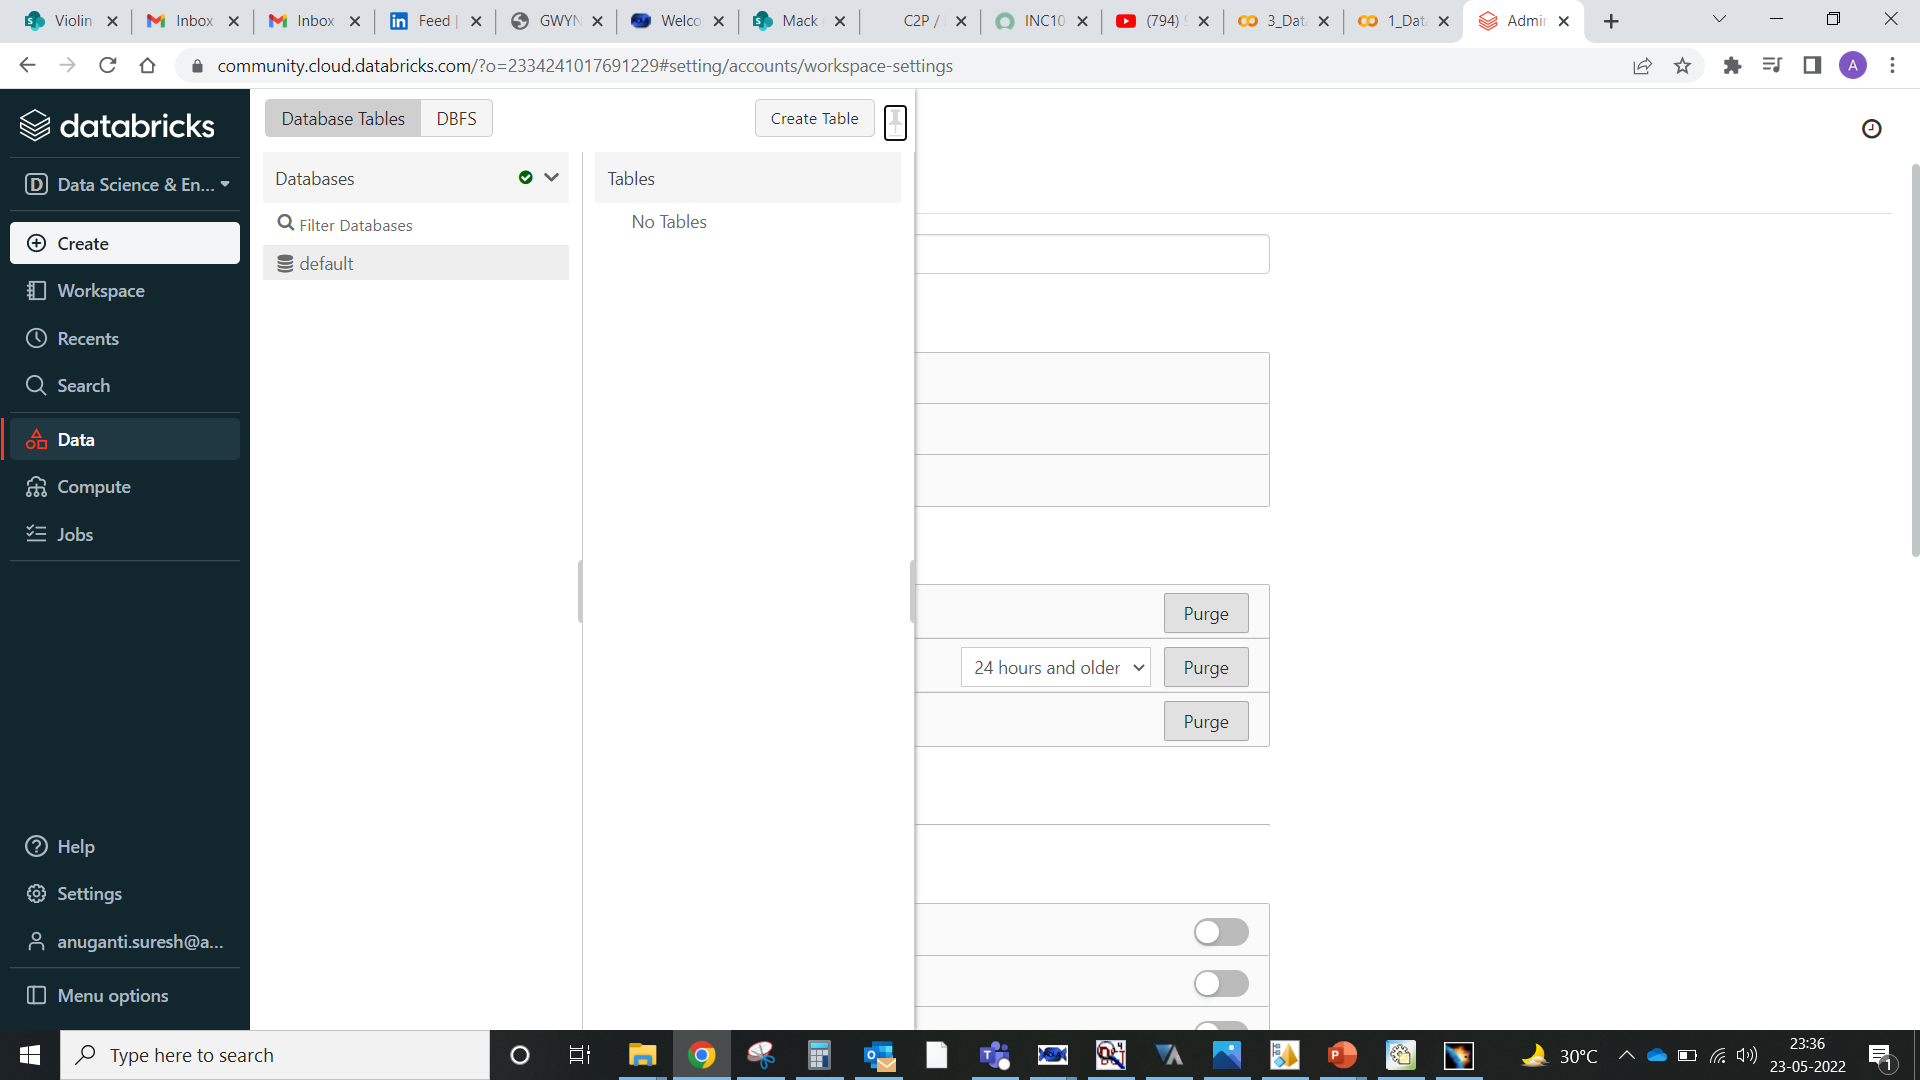 Violin
Inbox
Inbox
Feed
GWYN
Welco
Mack
C2P /
INC10
(794)
3_Dat
1_Dat
Admin
community.cloud.databricks.com/?o=2334241017691229#setting/accounts/workspace-settings
A
databricks
D Data Science & En...
Create
Workspace
Recents
Search
Data
Compute
Jobs
Help
Settings
anuganti.suresh@a...
Menu options
Database Tables
DBFS
Create Table
Databases
Filter Databases
default
Tables
No Tables
Purge
24 hours and older
Purge
Purge
Type here to search
30°C
23:36
23-05-2022
1